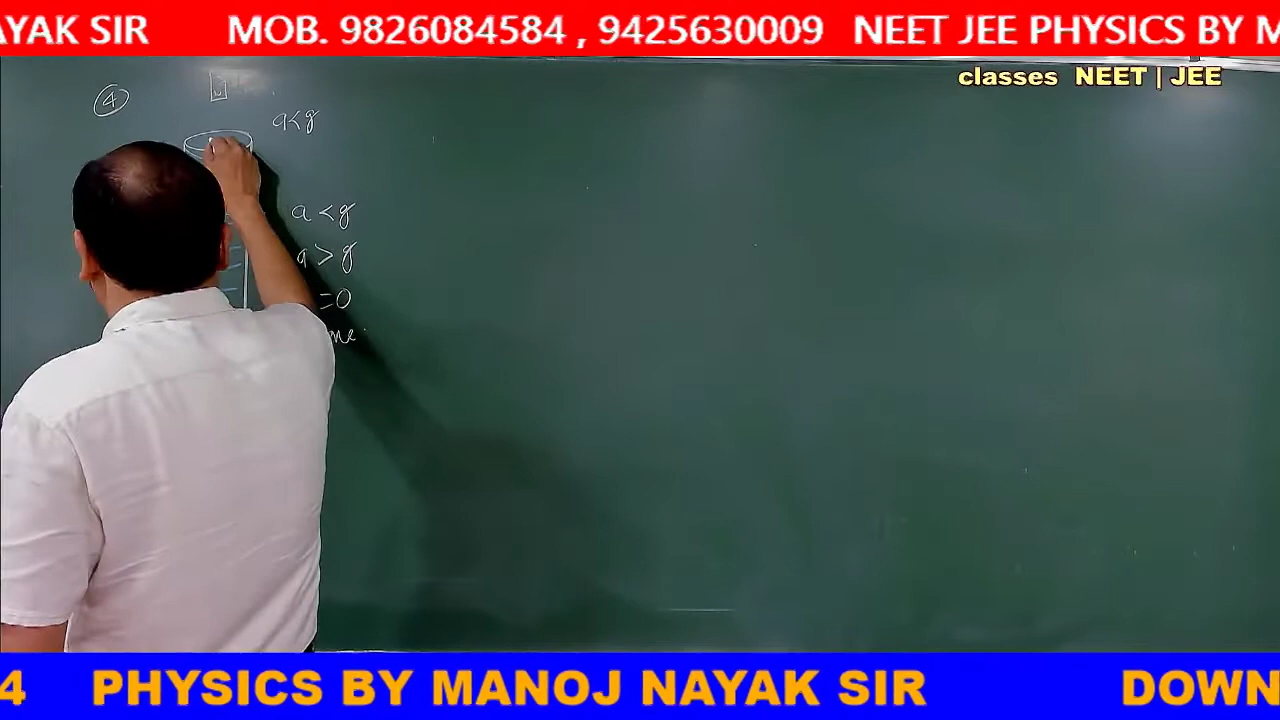 AYAK SIR MOB. 9826084584 , 9425630009 NEET JEE PHYSICS BY M
classes NEET | JEE
④
a<g
a < g
a > g
=0
4 PHYSICS BY MANOJ NAYAK SIR DOWN